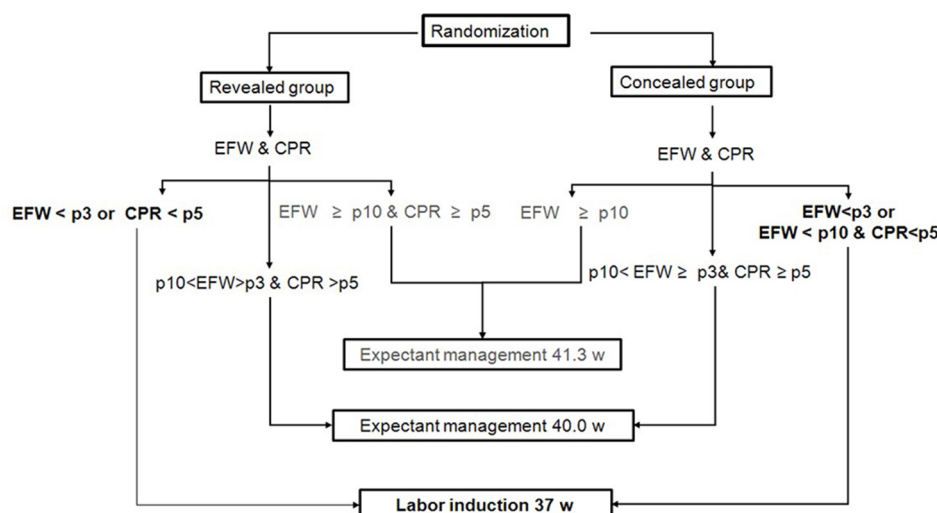 Randomization
Revealed group
Concealed group
EFW & CPR
EFW & CPR
EFW < p3 or CPR < p5
EFW ≥ p10 & CPR ≥ p5
EFW ≥ p10
EFW<p3 or
EFW < p10 & CPR<p5
p10<EFW>p3 & CPR >p5
p10< EFW ≥ p3& CPR ≥ p5
Expectant management 41.3 w
Expectant management 40.0 w
Labor induction 37 w